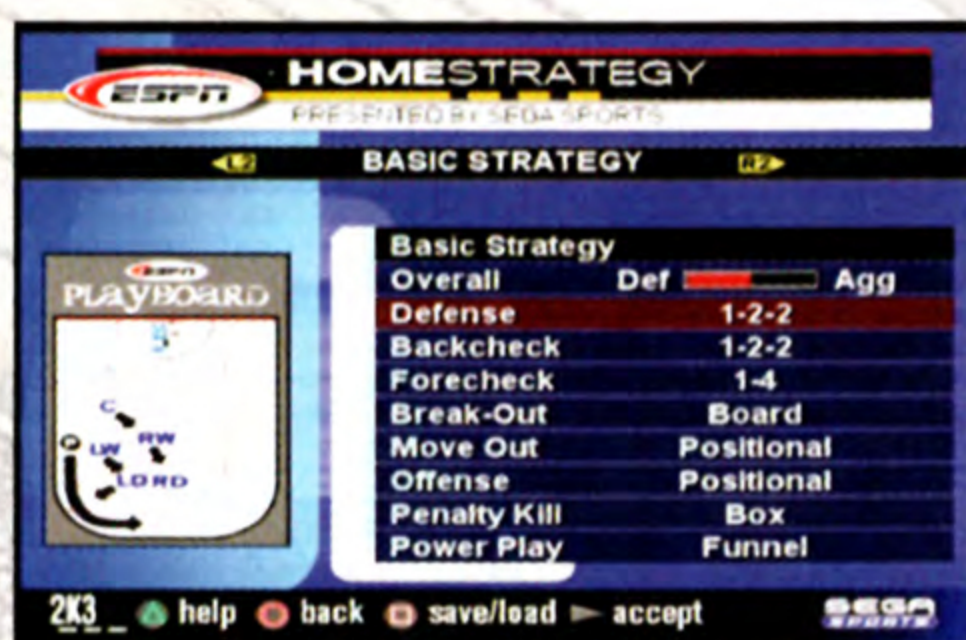 ESPN
HOMESTRATEGY
PRESENTED BY SEGA SPORTS
L2 BASIC STRATEGY R2
ESPN
PLAYBOARD
C
P
LW RW
LD RD
Basic Strategy
Overall Def Agg
Defense 1-2-2
Backcheck 1-2-2
Forecheck 1-4
Break-Out Board
Move Out Positional
Offense Positional
Penalty Kill Box
Power Play Funnel
2K3 help back save/load accept
SEGA
SPORTS